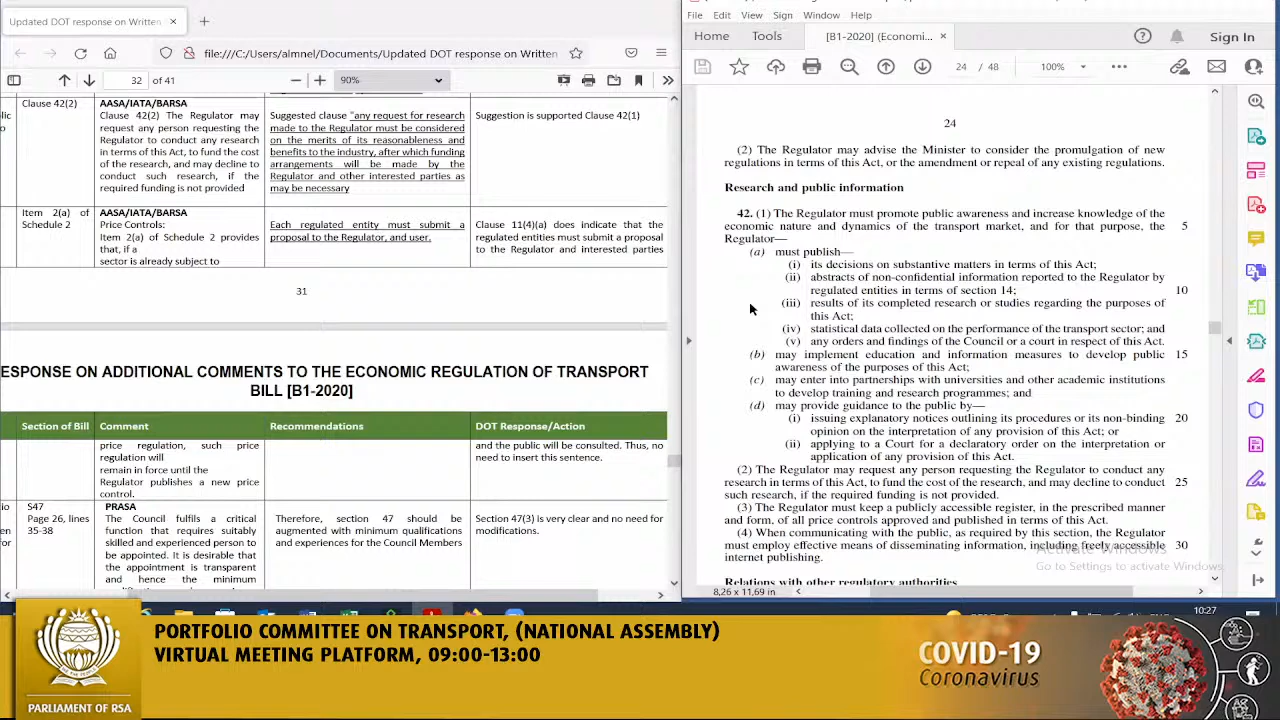 Updated DOT response on Written
file:///C:/Users/almnel/Documents/Updated DOT response on Written
32 of 41
90%
Clause 42(2)
AASA/IATA/BARSA
Clause 42(2) The Regulator may
request any person requesting the
Regulator to conduct any research
in terms of this Act, to fund the cost
of the research, and may decline to
conduct such research, if the
required funding is not provided
Suggested clause "any request for research
made to the Regulator must be considered
on the merits of its reasonableness and
benefits to the industry, after which funding
arrangements will be made by the
Regulator and other interested parties as
may be necessary
Suggestion is supported Clause 42(1)
Item 2(a) of
Schedule 2
AASA/IATA/BARSA
Price Controls:
Item 2(a) of Schedule 2 provides
that, if a
sector is already subject to
Each regulated entity must submit a
proposal to the Regulator, and user.
Clause 11(4)(a) does indicate that the
regulated entities must submit a proposal
to the Regulator and interested parties
31
ESPONSE ON ADDITIONAL COMMENTS TO THE ECONOMIC REGULATION OF TRANSPORT
BILL [B1-2020]
Section of Bill
Comment
Recommendations
DOT Response/Action
price regulation, such price
regulation will
remain in force until the
Regulator publishes a new price
control.
and the public will be consulted. Thus, no
need to insert this sentence.
S47
Page 26, lines
35-38
PRASA
The Council fulfils a critical
function that requires suitably
skilled and experienced person to
be appointed. It is desirable that
the appointment is transparent
and hence the minimum
Therefore, section 47 should be
augmented with minimum qualifications
and experiences for the Council Members
Section 47(3) is very clear and no need for
modifications.
File Edit View Sign Window Help
Home Tools [B1-2020] (Economi... Sign In
24 / 48 100%
24
(2) The Regulator may advise the Minister to consider the promulgation of new
regulations in terms of this Act, or the amendment or repeal of any existing regulations.
Research and public information
42. (1) The Regulator must promote public awareness and increase knowledge of the 5
economic nature and dynamics of the transport market, and for that purpose, the
Regulator—
(a) must publish—
(i) its decisions on substantive matters in terms of this Act;
(ii) abstracts of non-confidential information reported to the Regulator by
regulated entities in terms of section 14; 10
(iii) results of its completed research or studies regarding the purposes of
this Act;
(iv) statistical data collected on the performance of the transport sector; and
(v) any orders and findings of the Council or a court in respect of this Act.
(b) may implement education and information measures to develop public 15
awareness of the purposes of this Act;
(c) may enter into partnerships with universities and other academic institutions
to develop training and research programmes; and
(d) may provide guidance to the public by—
(i) issuing explanatory notices outlining its procedures or its non-binding 20
opinion on the interpretation of any provision of this Act; or
(ii) applying to a Court for a declaratory order on the interpretation or
application of any provision of this Act.
(2) The Regulator may request any person requesting the Regulator to conduct any
research in terms of this Act, to fund the cost of the research, and may decline to conduct 25
such research, if the required funding is not provided.
(3) The Regulator must keep a publicly accessible register, in the prescribed manner
and form, of all price controls approved and published in terms of this Act.
(4) When communicating with the public, as required by this section, the Regulator
must employ effective means of disseminating information, including freely accessible 30
internet publishing.
Relations with other regulatory authorities
Activate Windows
Go to Settings to activate Windows.
8,26 x 11,69 in
10:27
PORTFOLIO COMMITTEE ON TRANSPORT, (NATIONAL ASSEMBLY)
VIRTUAL MEETING PLATFORM, 09:00-13:00
PARLIAMENT OF RSA
COVID-19
Coronavirus